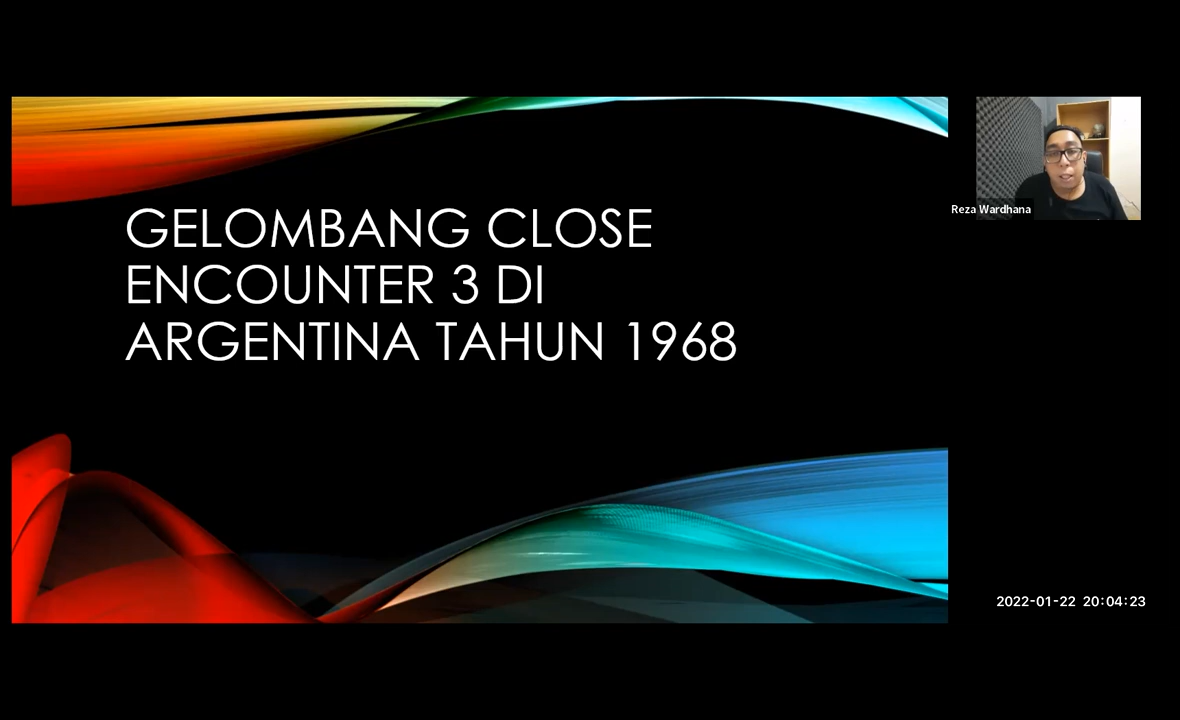 GELOMBANG CLOSE
ENCOUNTER 3 DI
ARGENTINA TAHUN 1968
Reza Wardhana
2022-01-22 20:04:23